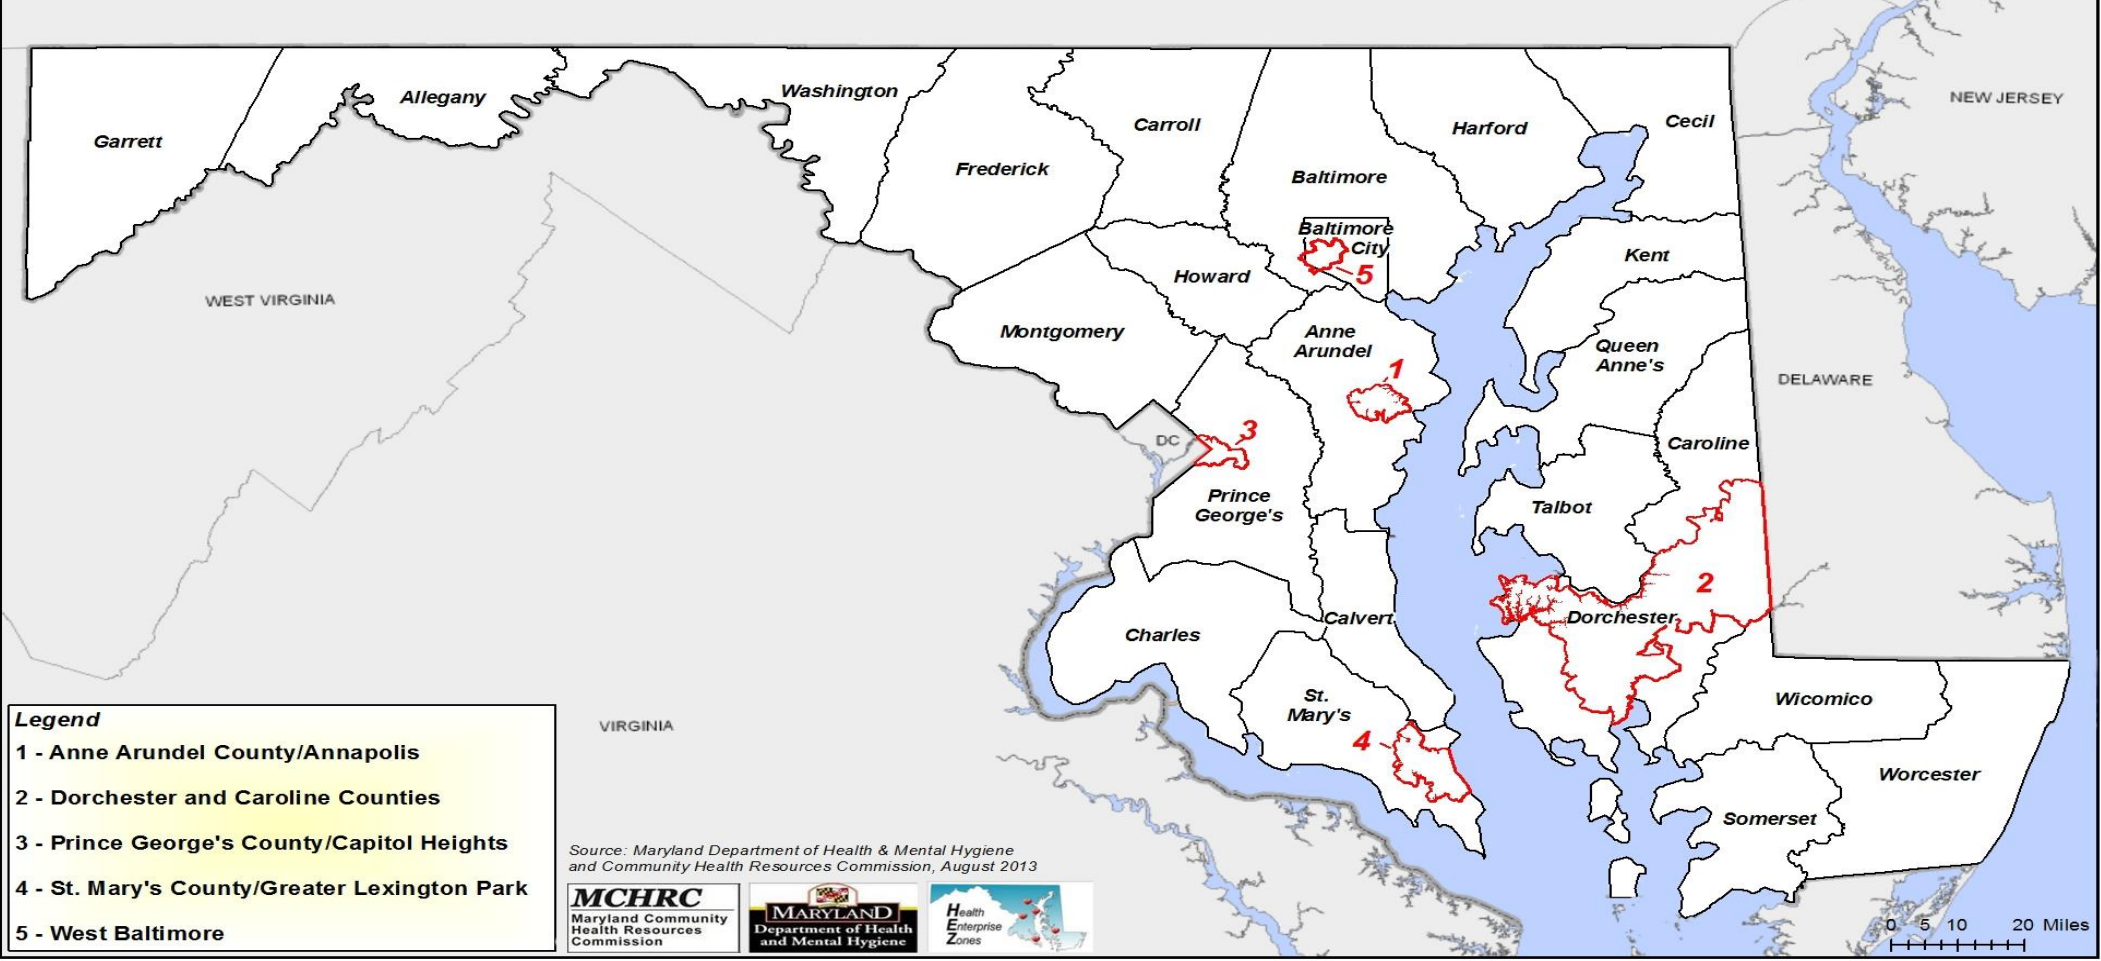 Garrett
Allegany
Washington
Frederick
Carroll
Baltimore
Harford
Cecil
NEW JERSEY
Baltimore
City
5
Kent
Howard
WEST VIRGINIA
Montgomery
Anne
Arundel
1
Queen
Anne's
DELAWARE
DC
3
Caroline
Prince
George's
Talbot
2
Dorchester
Calvert
Charles
St.
Mary's
4
Wicomico
Worcester
Somerset
VIRGINIA
Legend
1 - Anne Arundel County/Annapolis
2 - Dorchester and Caroline Counties
3 - Prince George's County/Capitol Heights
4 - St. Mary's County/Greater Lexington Park
5 - West Baltimore
Source: Maryland Department of Health & Mental Hygiene
and Community Health Resources Commission, August 2013
MCHRC
Maryland Community
Health Resources
Commission
MARYLAND
Department of Health
and Mental Hygiene
Health
Enterprise
Zones
0 5 10 20 Miles